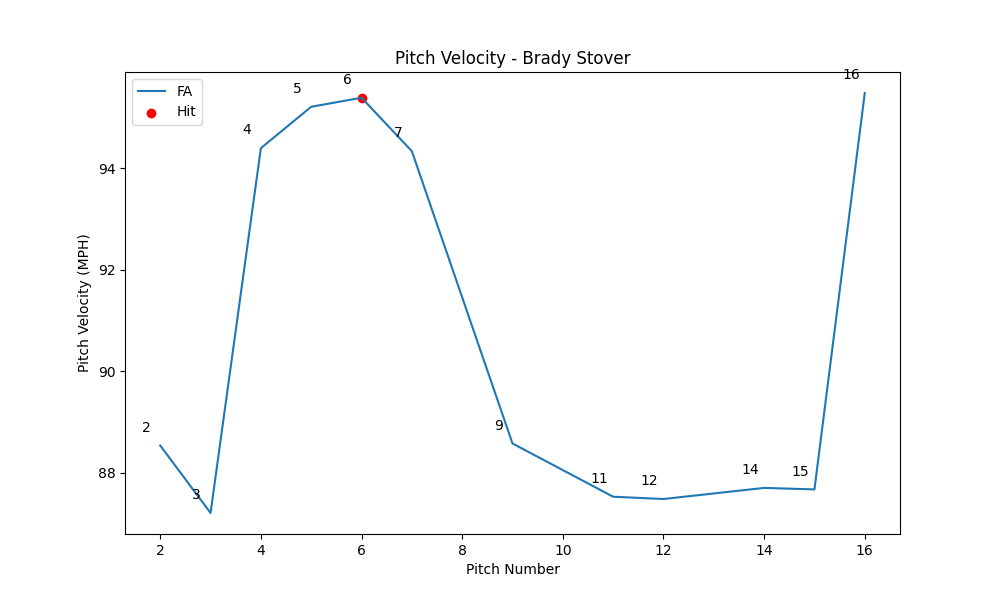 Pitch Velocity - Brady Stover
FA
Hit
Pitch Velocity (MPH)
94
92
90
88
2
3
4
5
6
7
9
11
12
14
15
16
2 4 6 8 10 12 14 16
Pitch Number